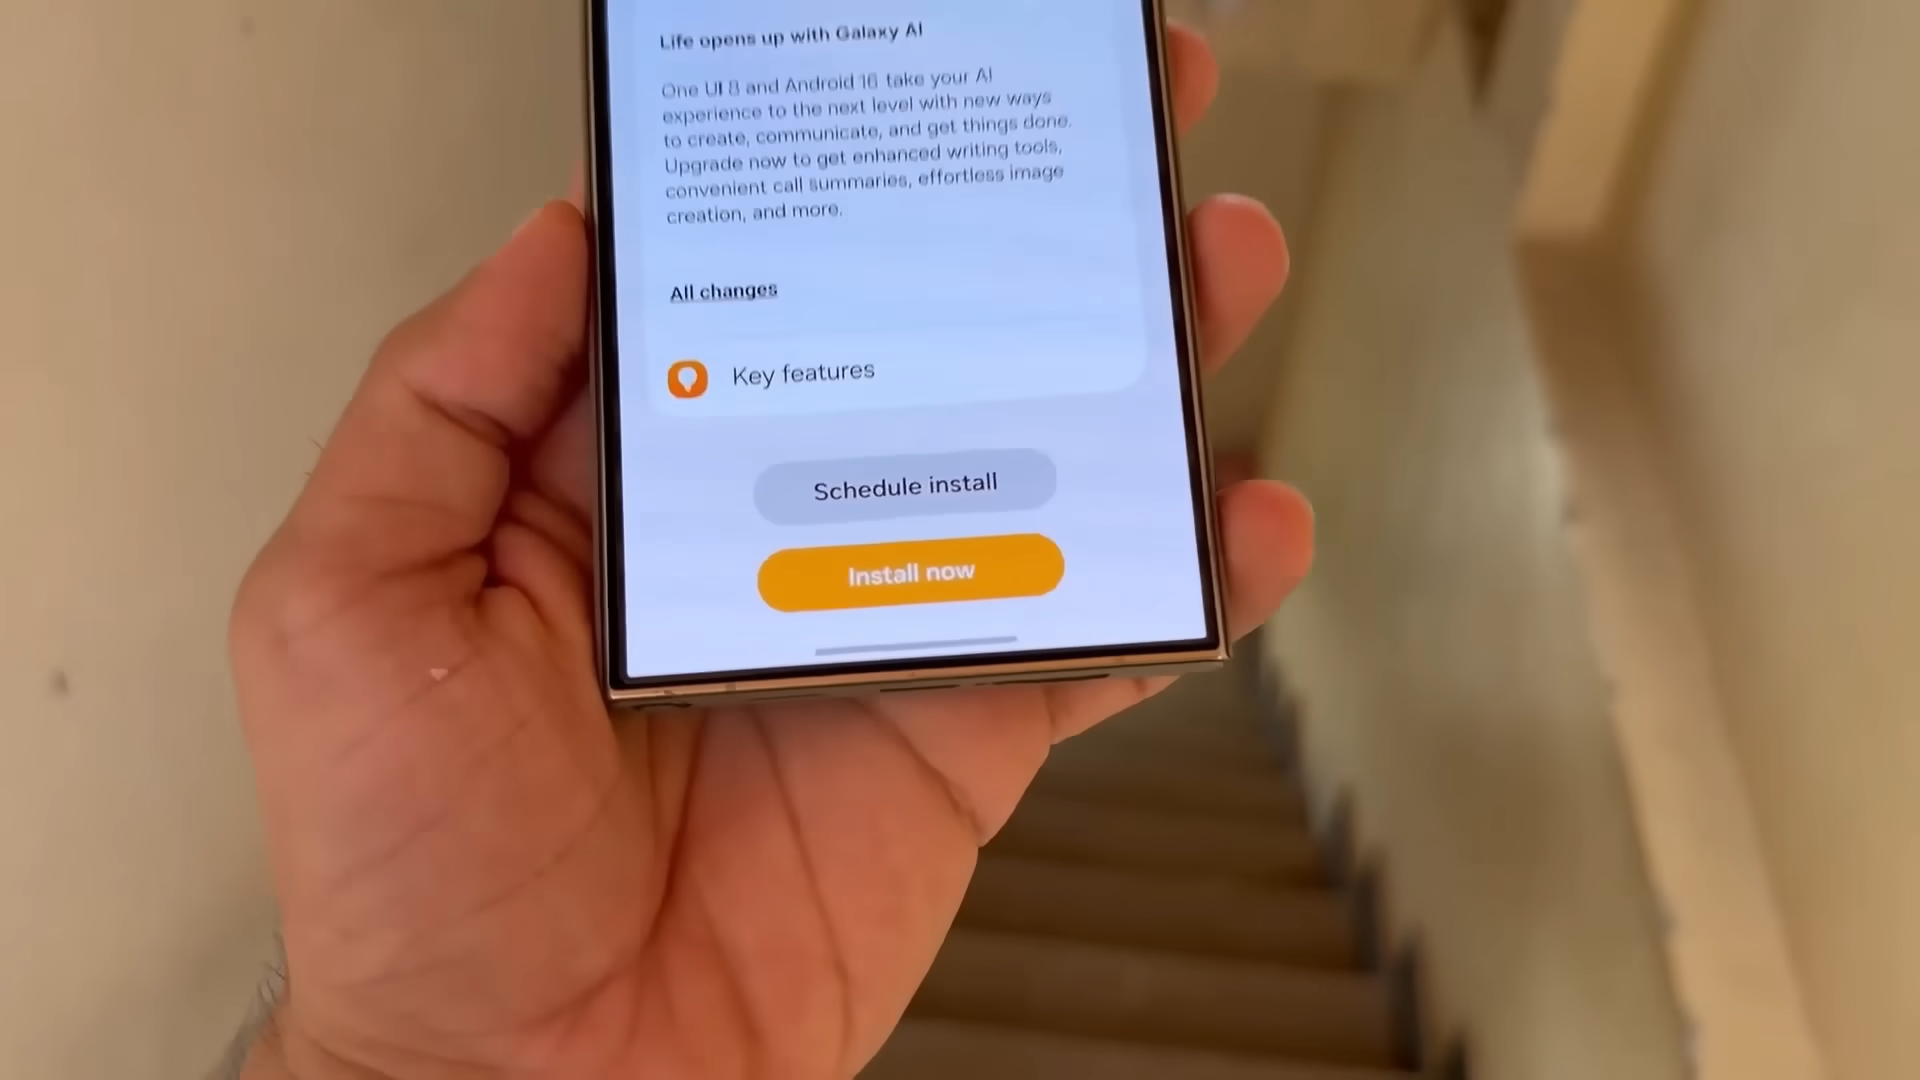 Life opens up with Galaxy AI
One UI 8 and Android 16 take your AI
experience to the next level with new ways
to create, communicate, and get things done.
Upgrade now to get enhanced writing tools,
convenient call summaries, effortless image
creation, and more.
All changes
Key features
Schedule install
Install now